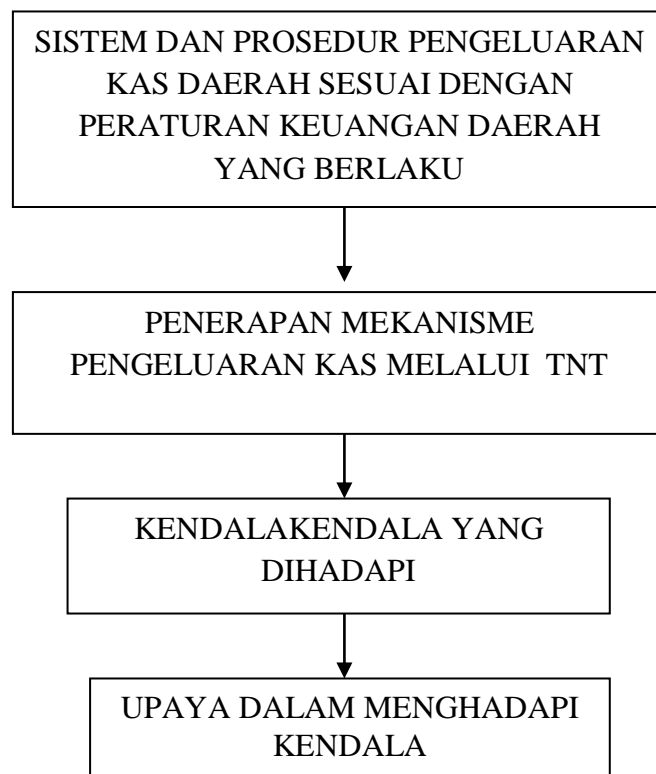 SISTEM DAN PROSEDUR PENGELUARAN
KAS DAERAH SESUAI DENGAN
PERATURAN KEUANGAN DAERAH
YANG BERLAKU
PENERAPAN MEKANISME
PENGELUARAN KAS MELALUI TNT
KENDALAKENDALA YANG
DIHADAPI
UPAYA DALAM MENGHADAPI
KENDALA